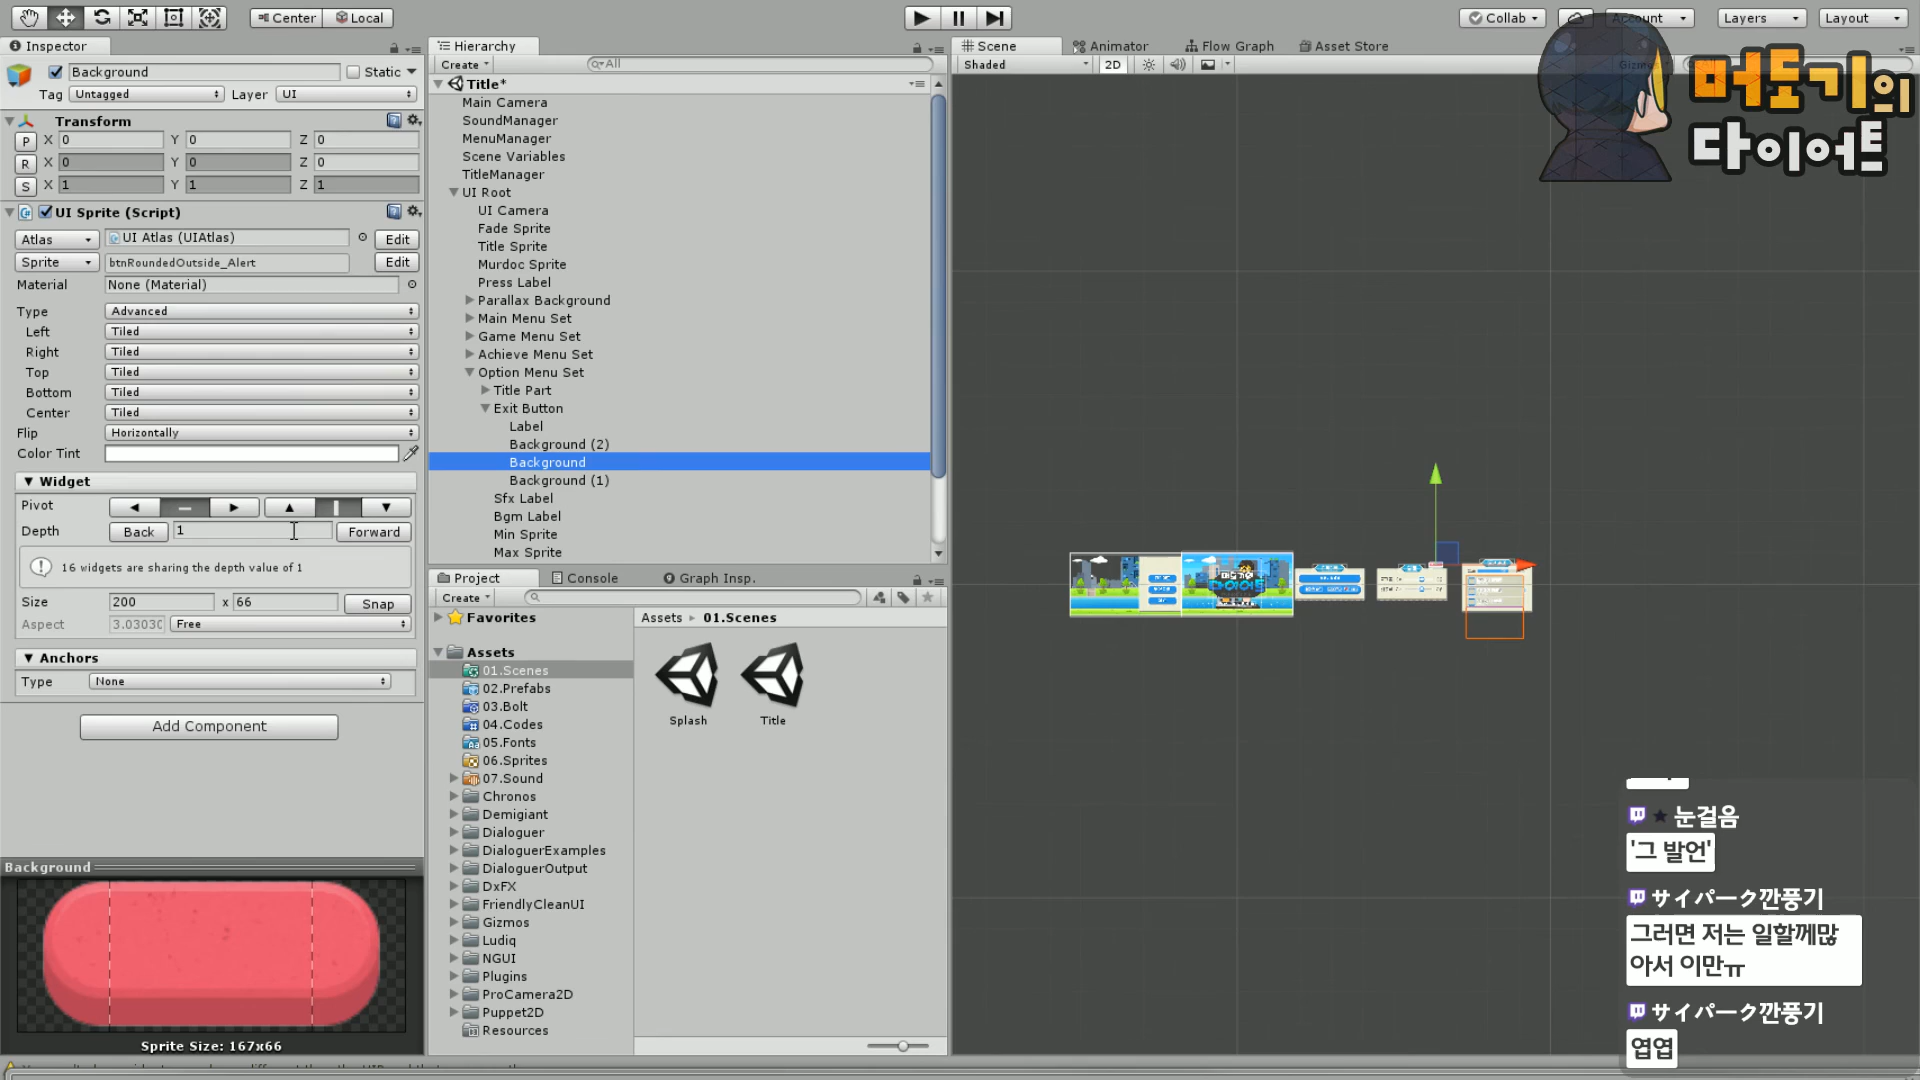 Center
Local
Collab
Account
Layers
Layout
Inspector
Background
Static
Tag
Untagged
Layer
UI
Transform
P
X
0
Y
0
Z
0
R
X
0
Y
0
Z
0
S
X
1
Y
1
Z
1
UI Sprite (Script)
Atlas
UI Atlas (UIAtlas)
Edit
Sprite
btnRoundedOutside_Alert
Edit
Material
None (Material)
Type
Advanced
Left
Tiled
Right
Tiled
Top
Tiled
Bottom
Tiled
Center
Tiled
Flip
Horizontally
Color Tint
Widget
Pivot
Depth
Back
1
Forward
16 widgets are sharing the depth value of 1
Size
200
x
66
Snap
Aspect
3.0303
Free
Anchors
Type
None
Add Component
Background
Sprite Size: 167x66
Hierarchy
Create
All
Title*
Main Camera
SoundManager
MenuManager
Scene Variables
TitleManager
UI Root
UI Camera
Fade Sprite
Title Sprite
Murdoc Sprite
Press Label
Parallax Background
Main Menu Set
Game Menu Set
Achieve Menu Set
Option Menu Set
Title Part
Exit Button
Label
Background (2)
Background
Background (1)
Sfx Label
Bgm Label
Min Sprite
Max Sprite
Project
Console
Graph Insp.
Create
Favorites
Assets
01.Scenes
02.Prefabs
03.Bolt
04.Codes
05.Fonts
06.Sprites
07.Sound
Chronos
Demigiant
Dialoguer
DialoguerExamples
DialoguerOutput
DxFX
FriendlyCleanUI
Gizmos
Ludiq
NGUI
Plugins
ProCamera2D
Puppet2D
Resources
Assets
01.Scenes
Splash
Title
Scene
Animator
Flow Graph
Asset Store
Shaded
2D
Gizmos
머도기의
다이어트
눈걸음
'그 발언'
サイパーク깐풍기
그러면 저는 일할께많
아서 이만ㅠ
サイパーク깐풍기
엽엽